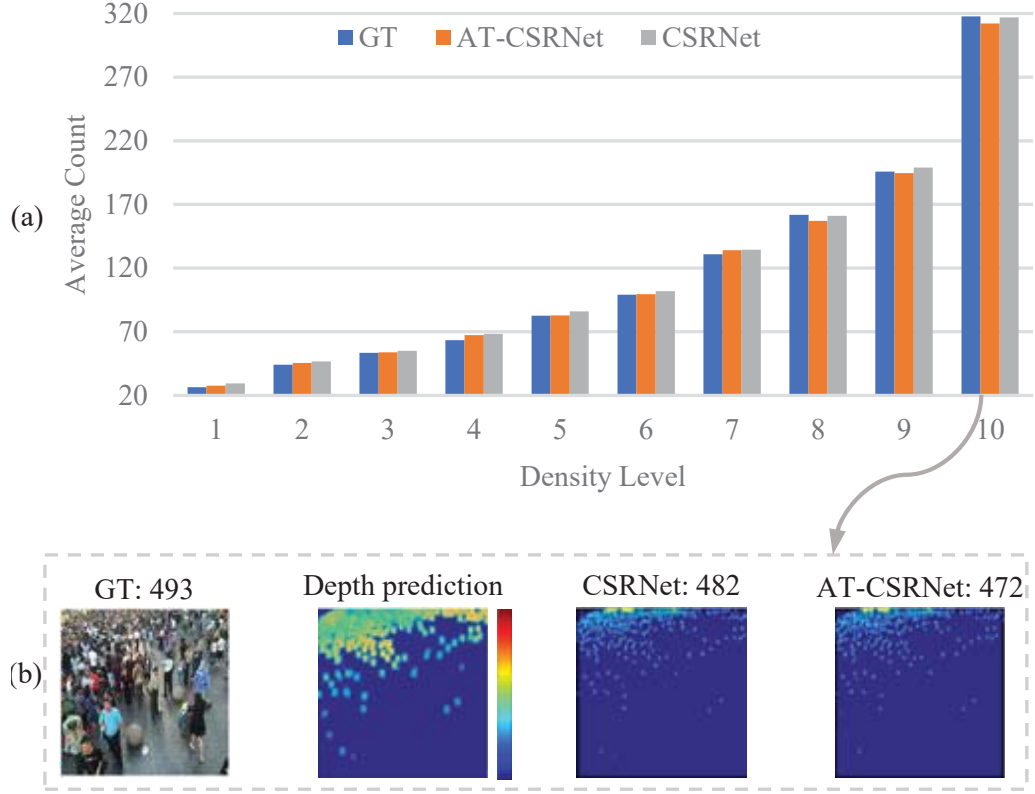 320
GT AT-CSRNet CSRNet
270
220
170
120
70
20
Average Count
(a)
1 2 3 4 5 6 7 8 9 10
Density Level
GT: 493 Depth prediction CSRNet: 482 AT-CSRNet: 472
(b)